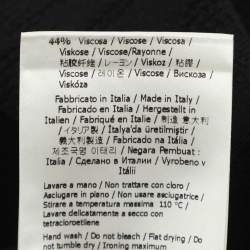 44% Viscosa / Viscose / Viscosa /
Viskose / Viscose/Rayonne /
粘胶纤维 / レーヨン / Viskoz / 粘膠 /
Viscose / 레이온 / Viscose / Вискоза /
Viskóza
Fabbricato in Italia / Made in Italy /
Fabricado en Italia / Hergestellt in
Italien / Fabriqué en Italie / 制造 意大利
/ イタリア製 / Italya'da üretilmiştir /
義大利製造 / Fabricado na Itália /
제조국명 이태리 / Negara Pembuat :
Italia / Сделано в Италии / Vyrobeno v
Itálii
Lavare a mano / Non trattare con cloro
/ Asciugare in piano / Non usare asciugatrice
/ Stirare a temperatura massima 110 °C /
Lavare delicatamente a secco con
tetracloroetilene
Hand wash / Do not bleach / Flat drying / Do
not tumble dry / Ironing maximum